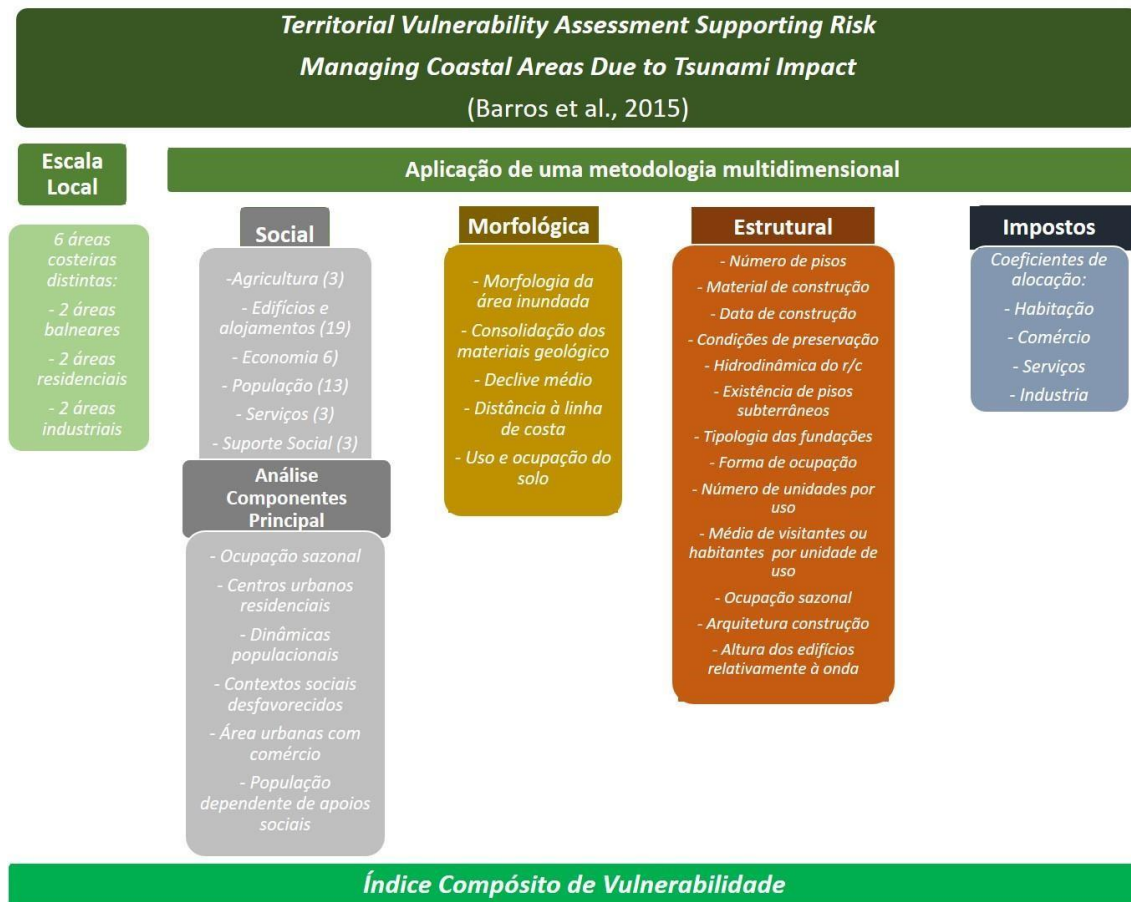 Territorial Vulnerability Assessment Supporting Risk
Managing Coastal Areas Due to Tsunami Impact
(Barros et al., 2015)
Escala
Local
Aplicação de uma metodologia multidimensional
6 áreas
costeiras
distintas:
- 2 áreas
balneares
- 2 áreas
residenciais
- 2 áreas
industriais
Social
-Agricultura (3)
- Edifícios e
alojamentos (19)
- Economia 6)
- População (13)
- Serviços (3)
- Suporte Social (3)
Análise
Componentes
Principal
- Ocupação sazonal
- Centros urbanos
residenciais
- Dinâmicas
populacionais
- Contextos sociais
desfavorecidos
- Área urbanas com
comércio
- População
dependente de apoios
sociais
Morfológica
- Morfologia da
área inundada
- Consolidação dos
materiais geológico
- Declive médio
- Distância à linha
de costa
- Uso e ocupação do
solo
Estrutural
- Número de pisos
- Material de construção
- Data de construção
- Condições de preservação
- Hidrodinâmica do r/c
- Existência de pisos
subterrâneos
- Tipologia das fundações
- Forma de ocupação
- Número de unidades por
uso
- Média de visitantes ou
habitantes por unidade de
uso
- Ocupação sazonal
- Arquitetura construção
- Altura dos edifícios
relativamente à onda
Impostos
Coeficientes de
alocação:
- Habitação
- Comércio
- Serviços
- Industria
Índice Compósito de Vulnerabilidade